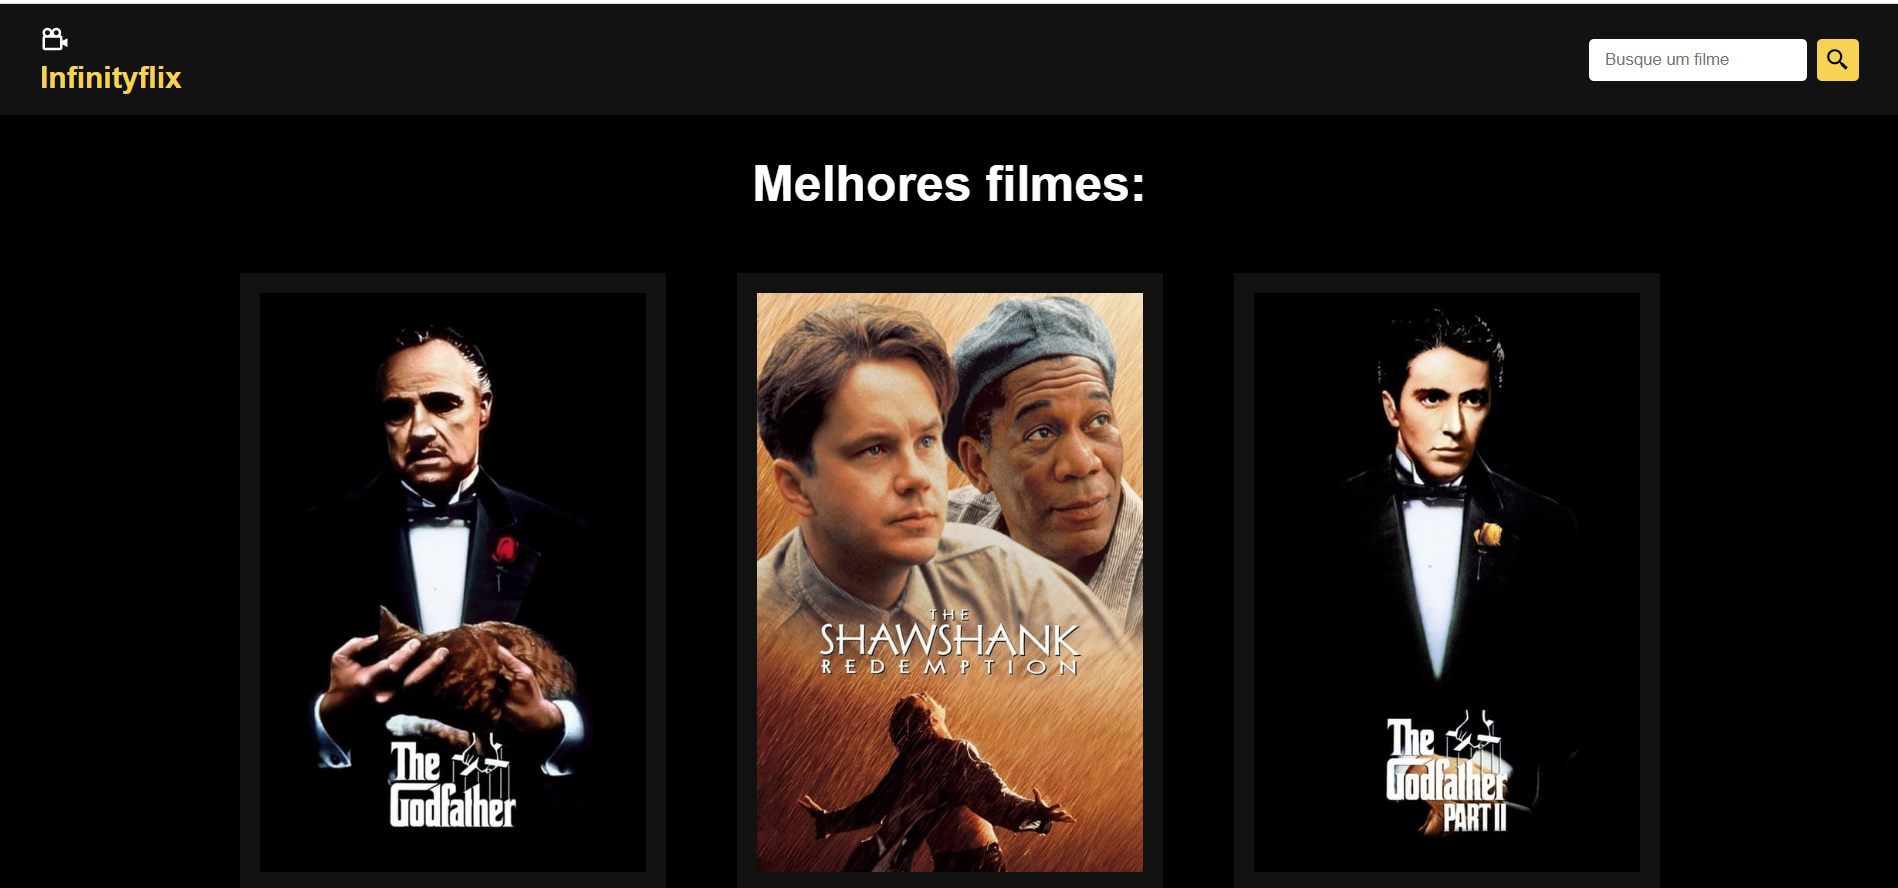 Infinityflix
Busque um filme
Melhores filmes:
The
Godfather
THE
SHAWSHANK
REDEMPTION
The
Godfather
PART II